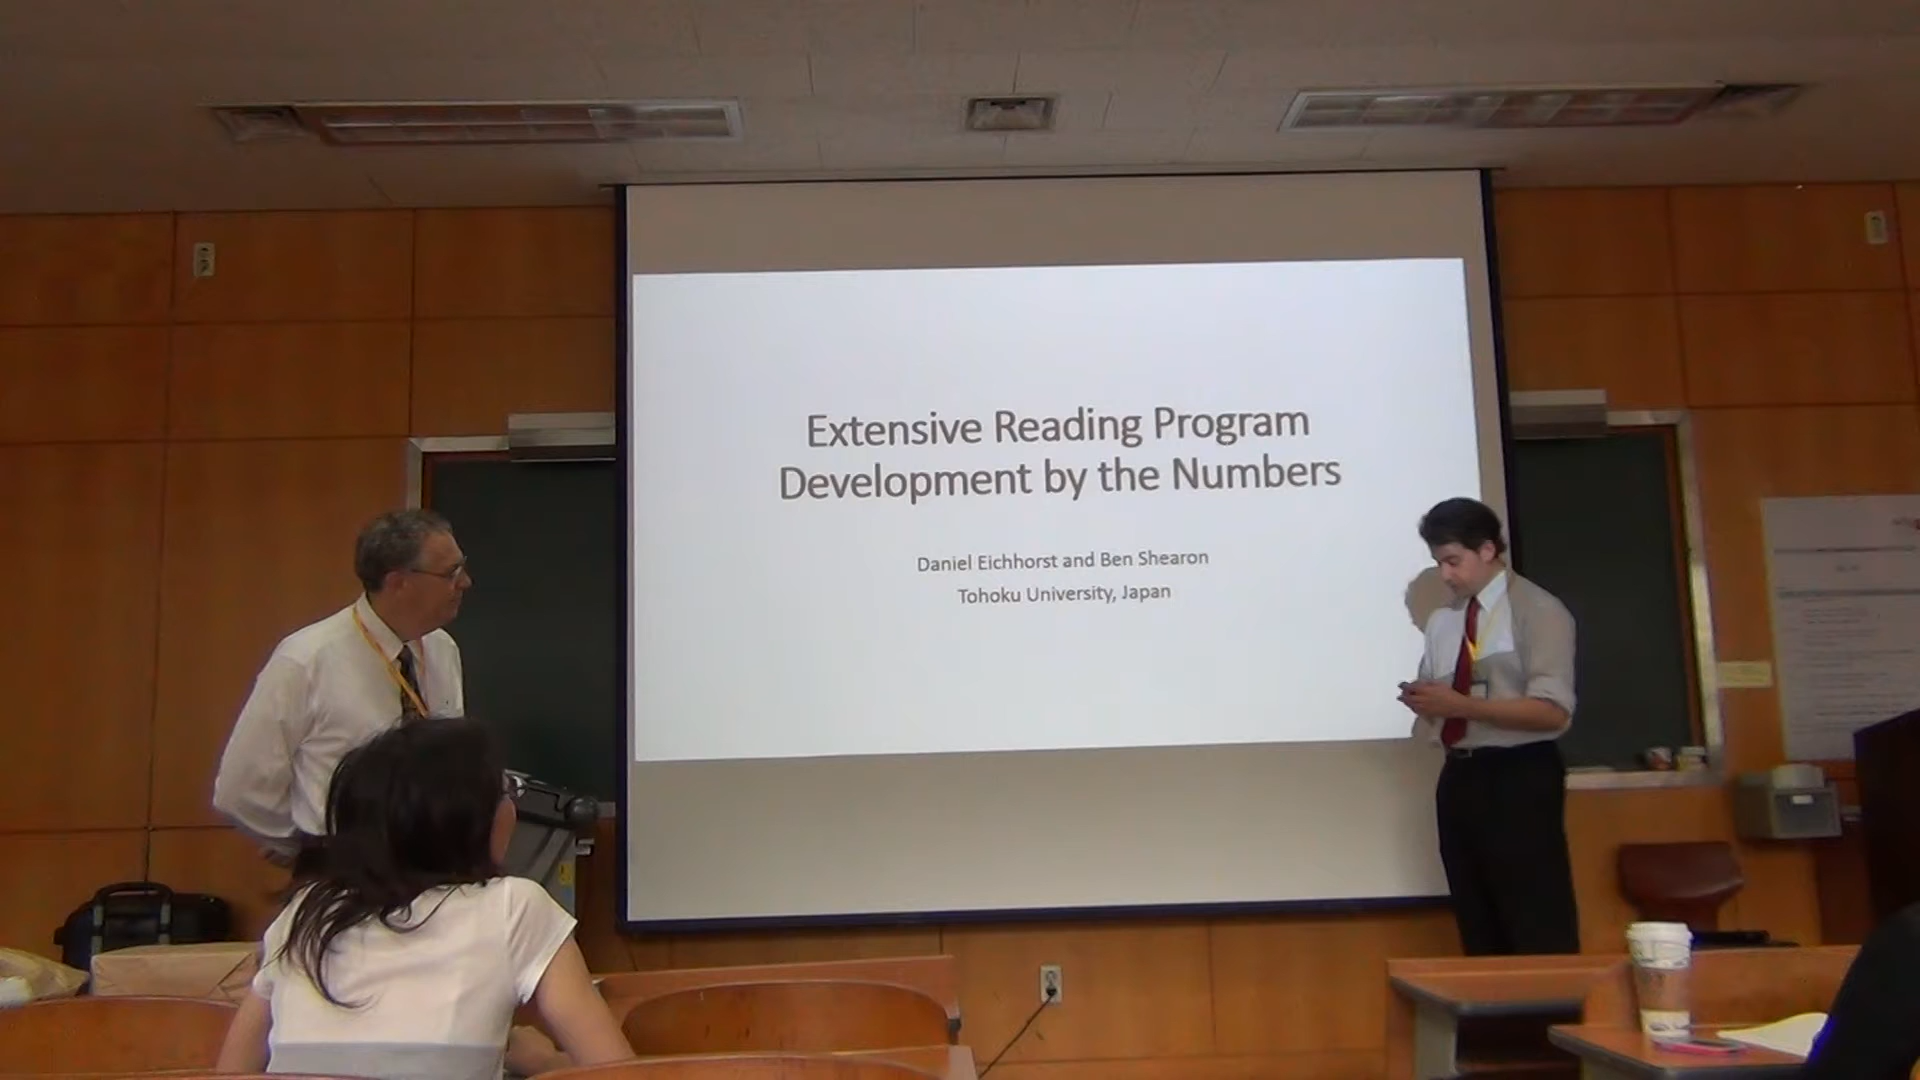 Extensive Reading Program
Development by the Numbers
Daniel Eichhorst and Ben Shearon
Tohoku University, Japan